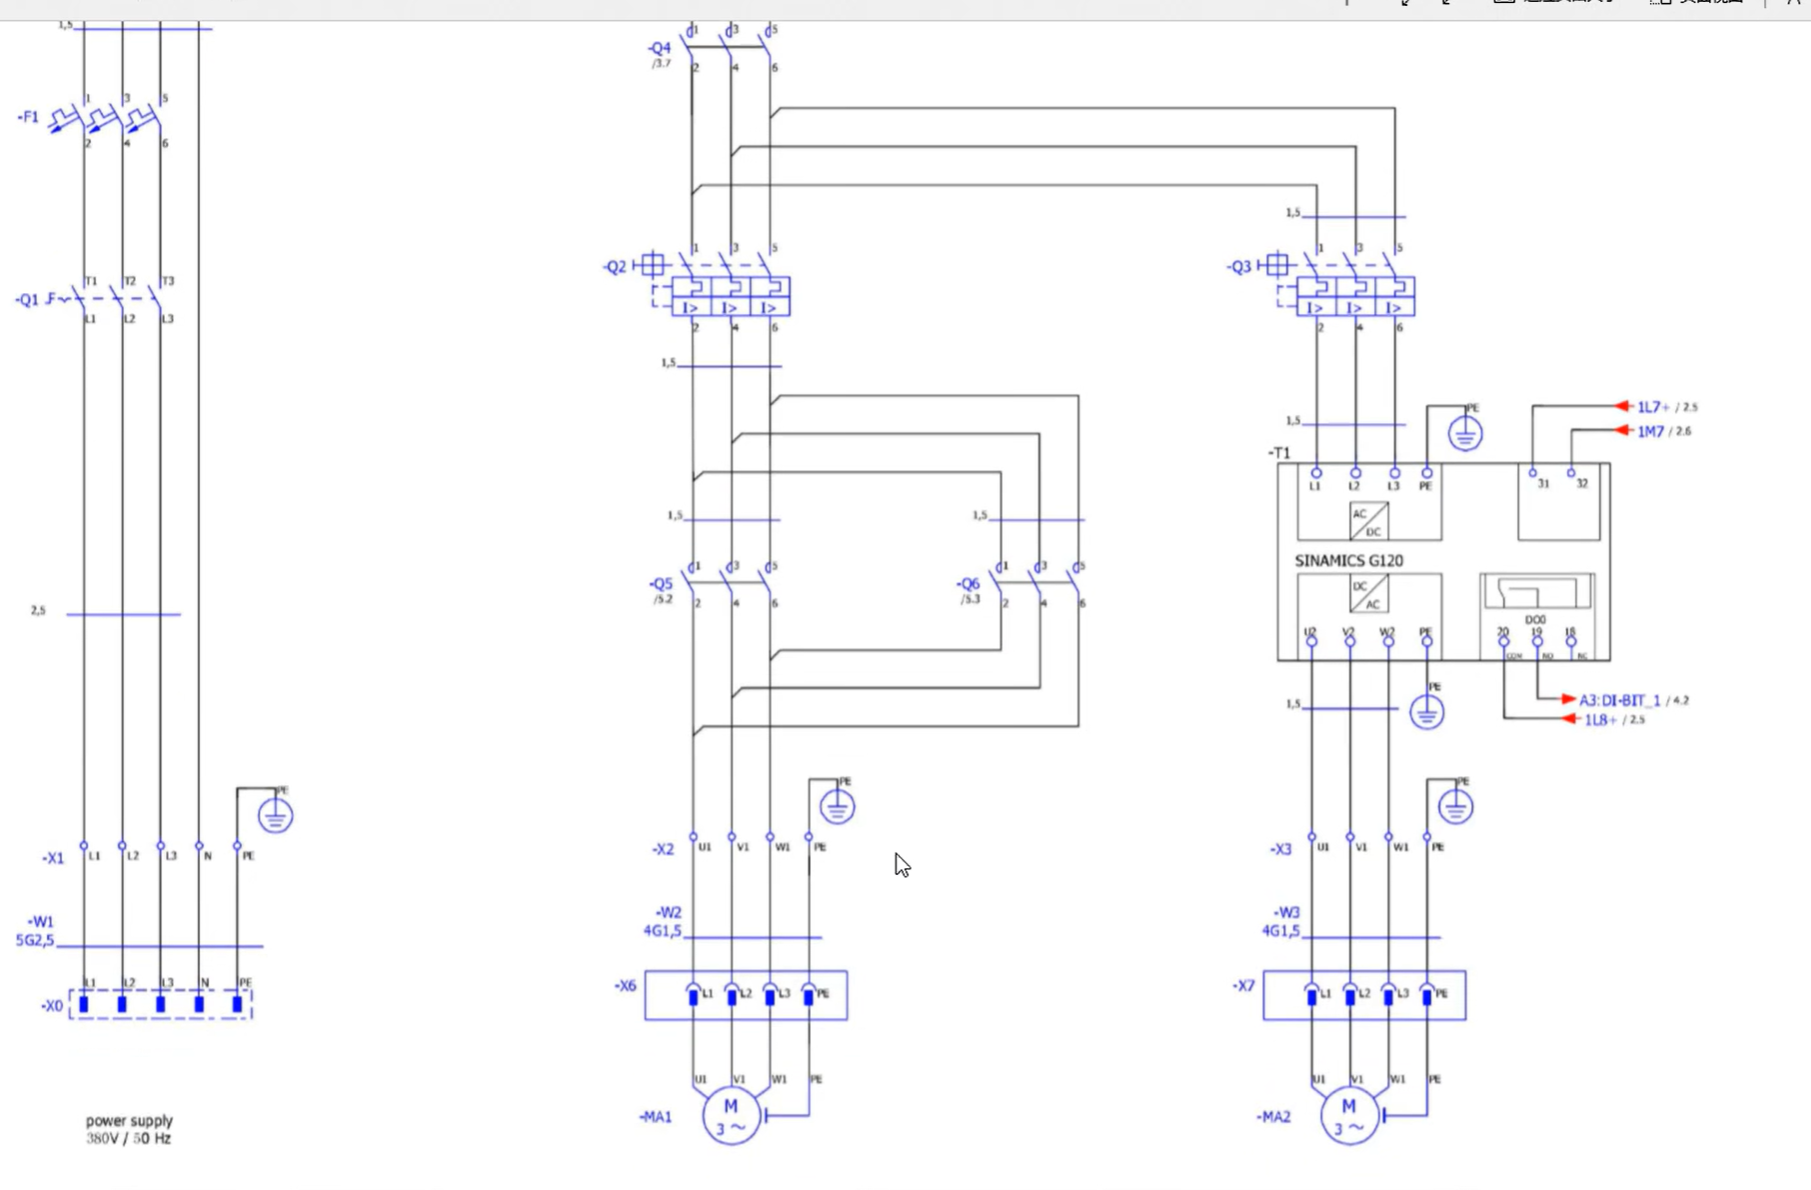 1,5
-Q4
/3.7
1 3 5
2 4 6
-F1
1 3 5
2 4 6
1,5
-Q2
1 3 5
I> I> I>
2 4 6
-Q3
1 3 5
I> I> I>
2 4 6
-Q1
T1 T2 T3
L1 L2 L3
1,5
1,5
PE
1L7+ / 2.5
1M7 / 2.6
-T1
L1 L2 L3 PE
31 32
AC
DC
1,5
1,5
SINAMICS G120
-Q5
/5.2
1 3 5
2 4 6
-Q6
/5.3
1 3 5
2 4 6
DC
AC
DO0
20 19 18
COM NO NC
U2 V2 W2 PE
2,5
PE
1,5
A3:DI-BIT_1 / 4.2
1L8+ / 2.5
PE
PE
PE
-X1
L1 L2 L3 N PE
-X2
U1 V1 W1 PE
-X3
U1 V1 W1 PE
-W1
5G2,5
-W2
4G1,5
-W3
4G1,5
-X0
L1 L2 L3 N PE
-X6
L1 L2 L3 PE
-X7
L1 L2 L3 PE
U1 V1 W1 PE
-MA1
M
3 ~
U1 V1 W1 PE
-MA2
M
3 ~
power supply
380V / 50 Hz